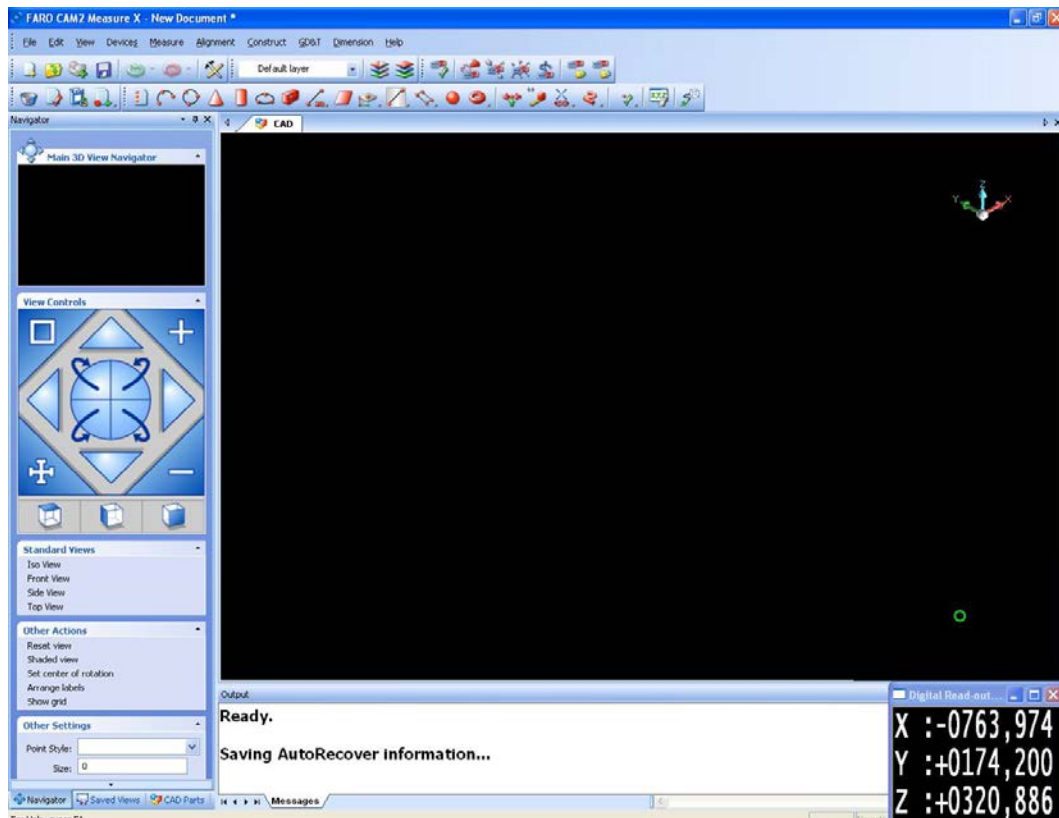 FARO CAM2 Measure X - New Document *
File Edit View Devices Measure Alignment Construct GD&T Dimension Help
Default layer
Navigator
CAD
Main 3D View Navigator
Z
Y X
View Controls
Standard Views
Iso View
Front View
Side View
Top View
Other Actions
Reset view
Shaded view
Set center of rotation
Arrange labels
Show grid
Other Settings
Point Style:
Size: 0
Navigator Saved Views CAD Parts
Output
Ready.
Saving AutoRecover information...
Messages
Digital Read-out...
X :-0763,974
Y :+0174,200
Z :+0320,886